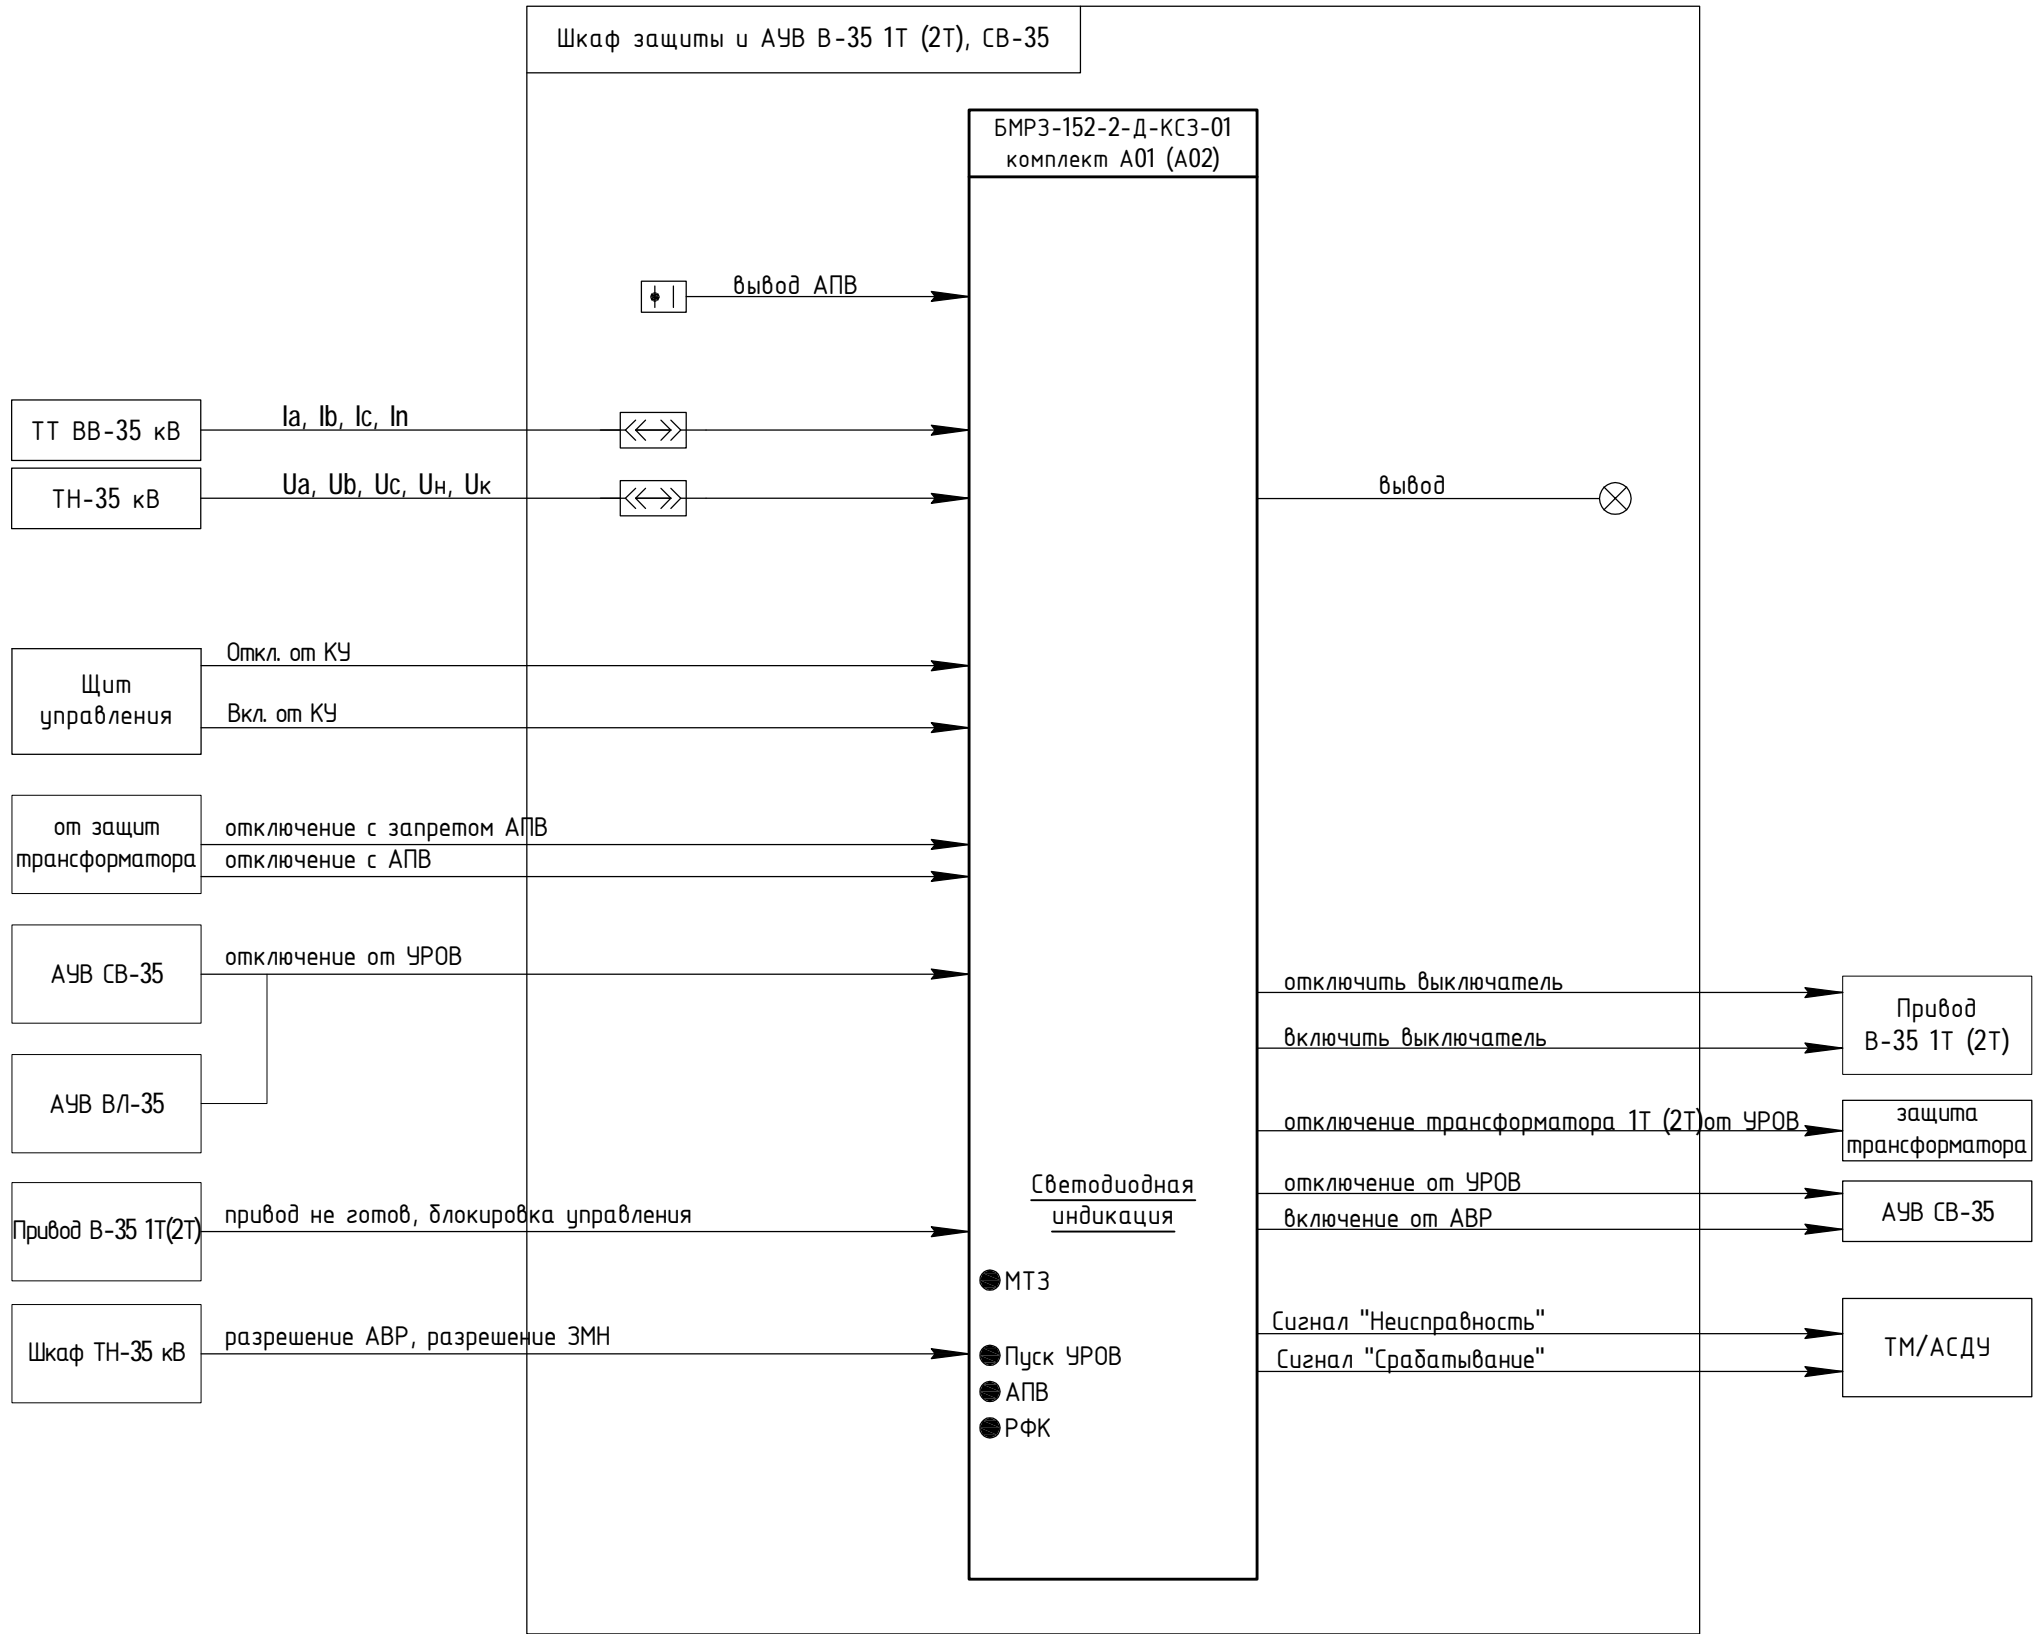 Шкаф защиты и АУВ В-35 1Т (2Т), СВ-35
БМРЗ-152-2-Д-КСЗ-01
комплект А01 (А02)
вывод АПВ
ТТ ВВ-35 кВ
Ia, Ib, Ic, In
ТН-35 кВ
Ua, Ub, Uc, Uн, Uк
вывод
Щит
управления
Откл. от КУ
Вкл. от КУ
от защит
трансформатора
отключение с запретом АПВ
отключение с АПВ
АУВ СВ-35
отключение от УРОВ
АУВ ВЛ-35
Привод В-35 1Т(2Т)
привод не готов, блокировка управления
Шкаф ТН-35 кВ
разрешение АВР, разрешение ЗМН
Светодиодная
индикация
МТЗ
Пуск УРОВ
АПВ
РФК
отключить выключатель
включить выключатель
Привод
В-35 1Т (2Т)
отключение трансформатора 1Т (2Т)от УРОВ
защита
трансформатора
отключение от УРОВ
включение от АВР
АУВ СВ-35
Сигнал "Неисправность"
Сигнал "Срабатывание"
ТМ/АСДУ